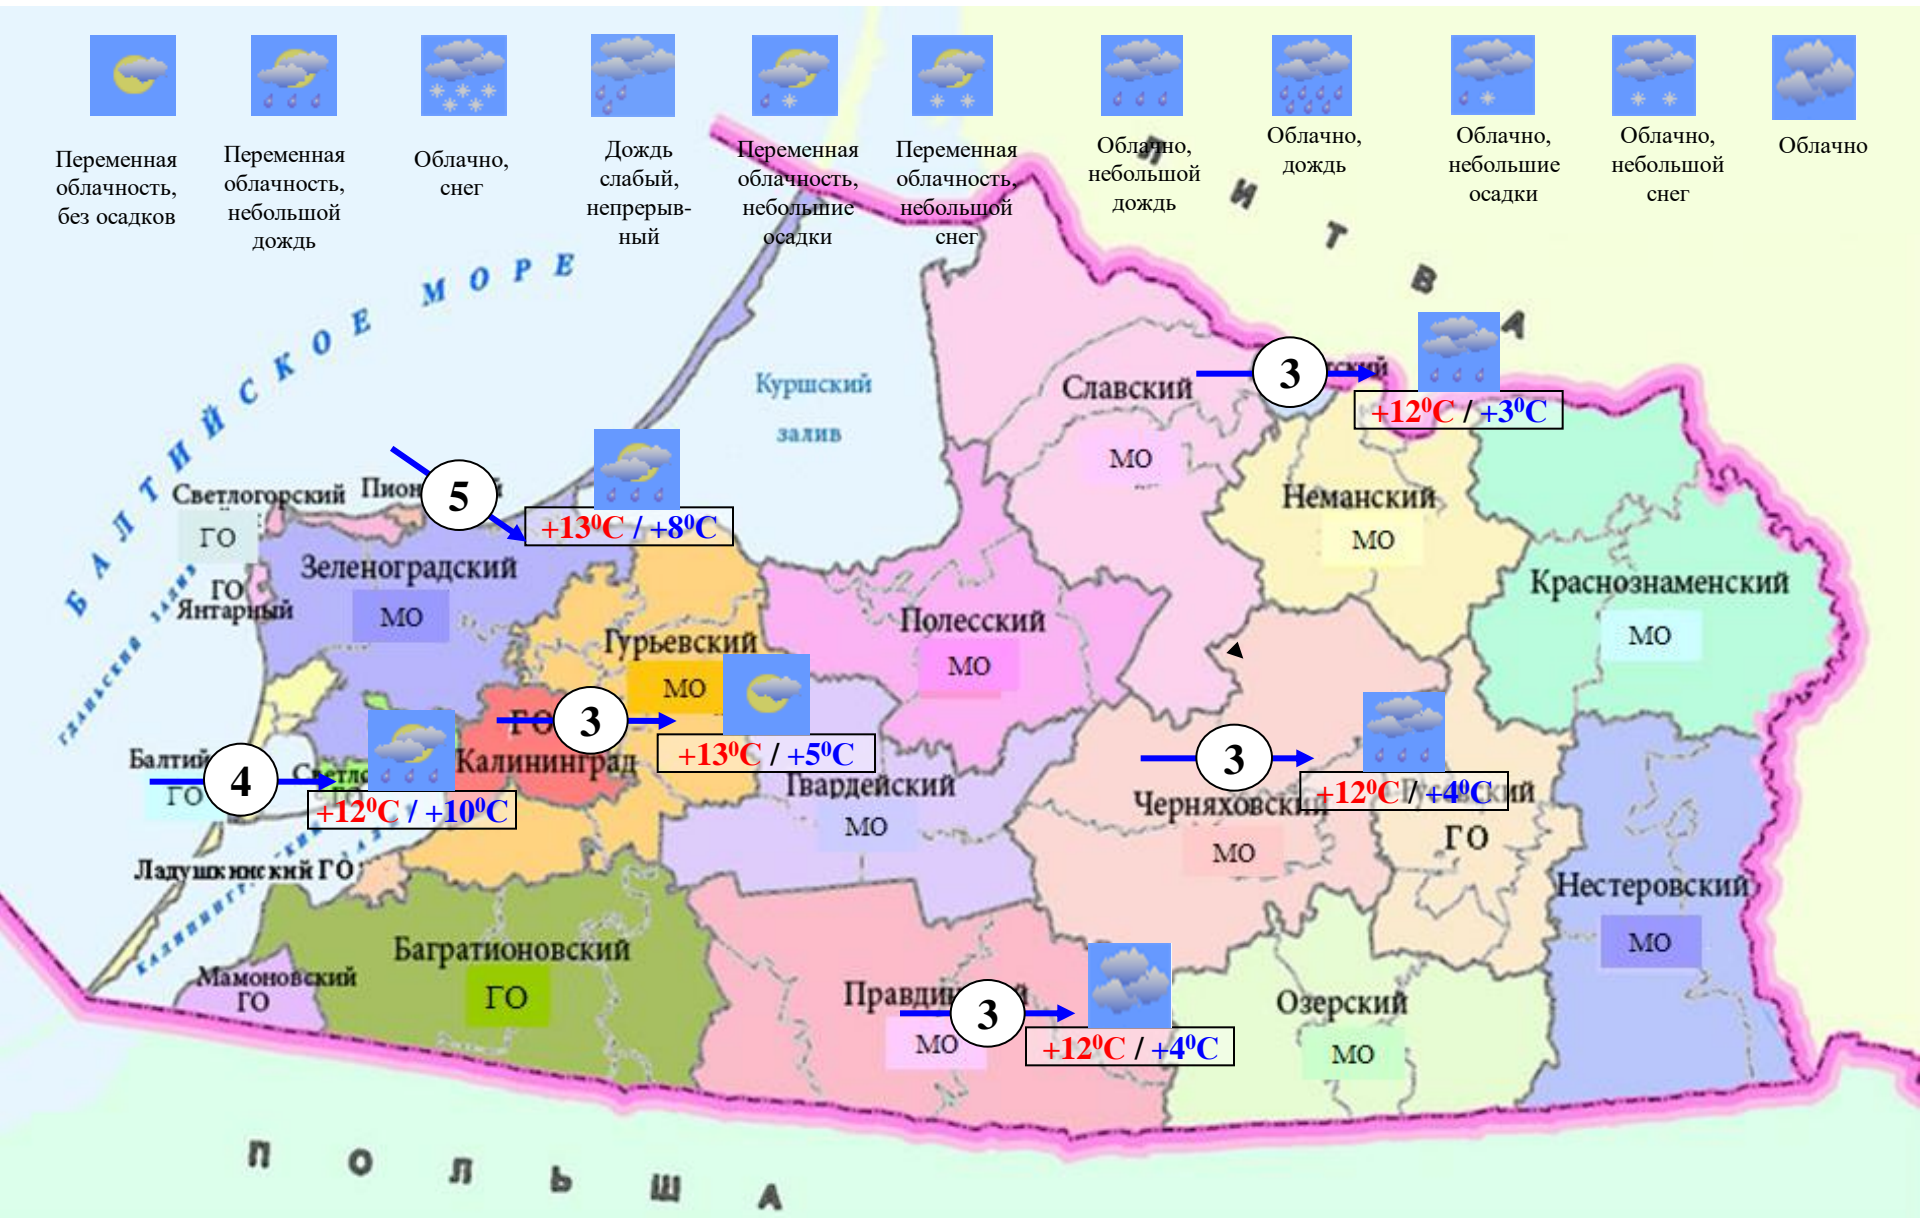 Переменная
облачность,
без осадков
Переменная
облачность,
небольшой
дождь
Облачно,
снег
Дождь
слабый,
непрерыв-
ный
Переменная
облачность,
небольшие
осадки
Переменная
облачность,
небольшой
снег
Облачно,
небольшой
дождь
Облачно,
дождь
Облачно,
небольшие
осадки
Облачно,
небольшой
снег
Облачно
ЛИТВА
БАЛТИЙСКОЕ МОРЕ
Куршский
залив
Славский
МО
3
+12⁰C / +3⁰C
Светлогорский
ГО
5
+13⁰C / +8⁰C
Неманский
МО
Зеленоградский
МО
ГО
Янтарный
Краснознаменский
МО
Гурьевский
МО
Полесский
МО
ГО
3
+13⁰C / +5⁰C
Калининград
ГО
4
+12⁰C / +10⁰C
Гвардейский
МО
3
+12⁰C / +4⁰C
Черняховский
МО
ГО
Ладушкинский ГО
Нестеровский
МО
Багратионовский
ГО
Мамоновский
ГО
МО
3
+12⁰C / +4⁰C
Озерский
МО
ПОЛЬША